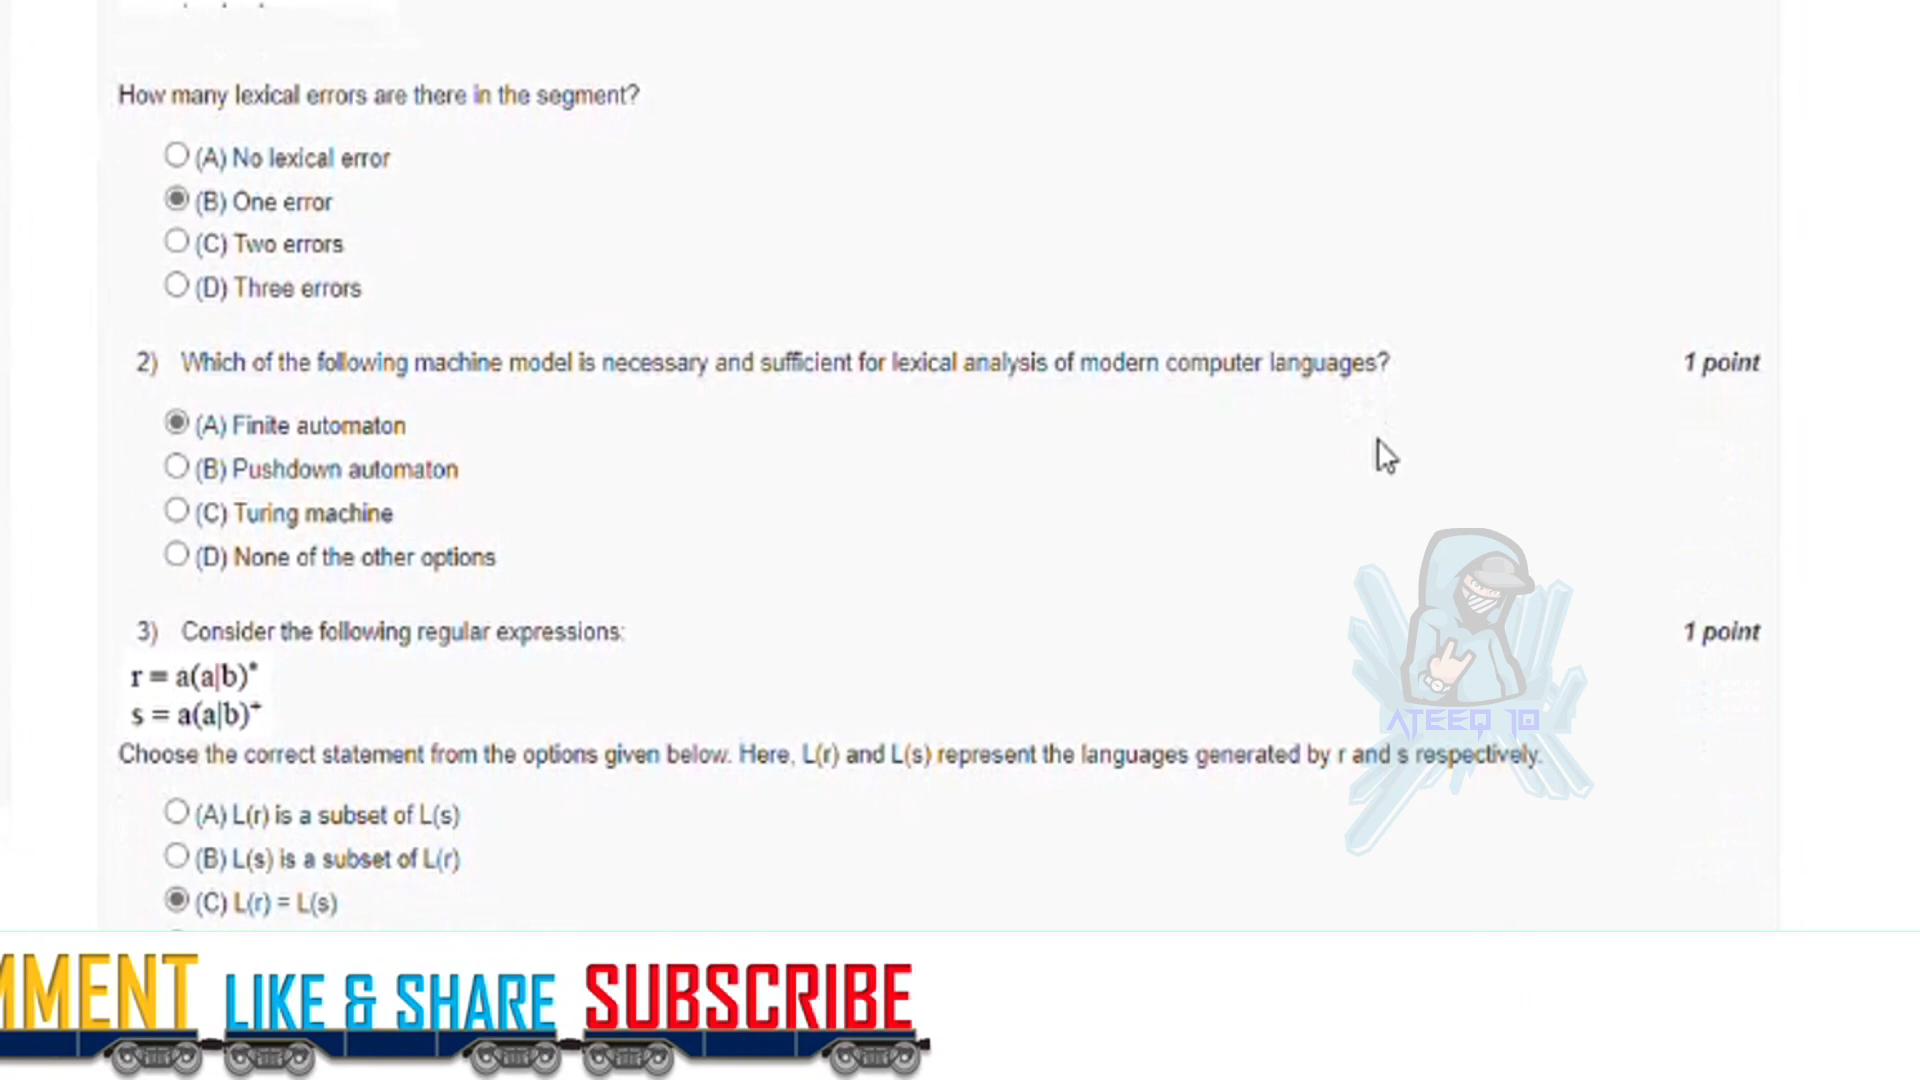 How many lexical errors are there in the segment?
(A) No lexical error
(B) One error
(C) Two errors
(D) Three errors
2) Which of the following machine model is necessary and sufficient for lexical analysis of modern computer languages? 1 point
(A) Finite automaton
(B) Pushdown automaton
(C) Turing machine
(D) None of the other options
3) Consider the following regular expressions: 1 point
r = a(a|b)*
s = a(a|b)+
Choose the correct statement from the options given below. Here, L(r) and L(s) represent the languages generated by r and s respectively.
(A) L(r) is a subset of L(s)
(B) L(s) is a subset of L(r)
(C) L(r) = L(s)
ATEEQ 10
MMENT LIKE & SHARE SUBSCRIBE